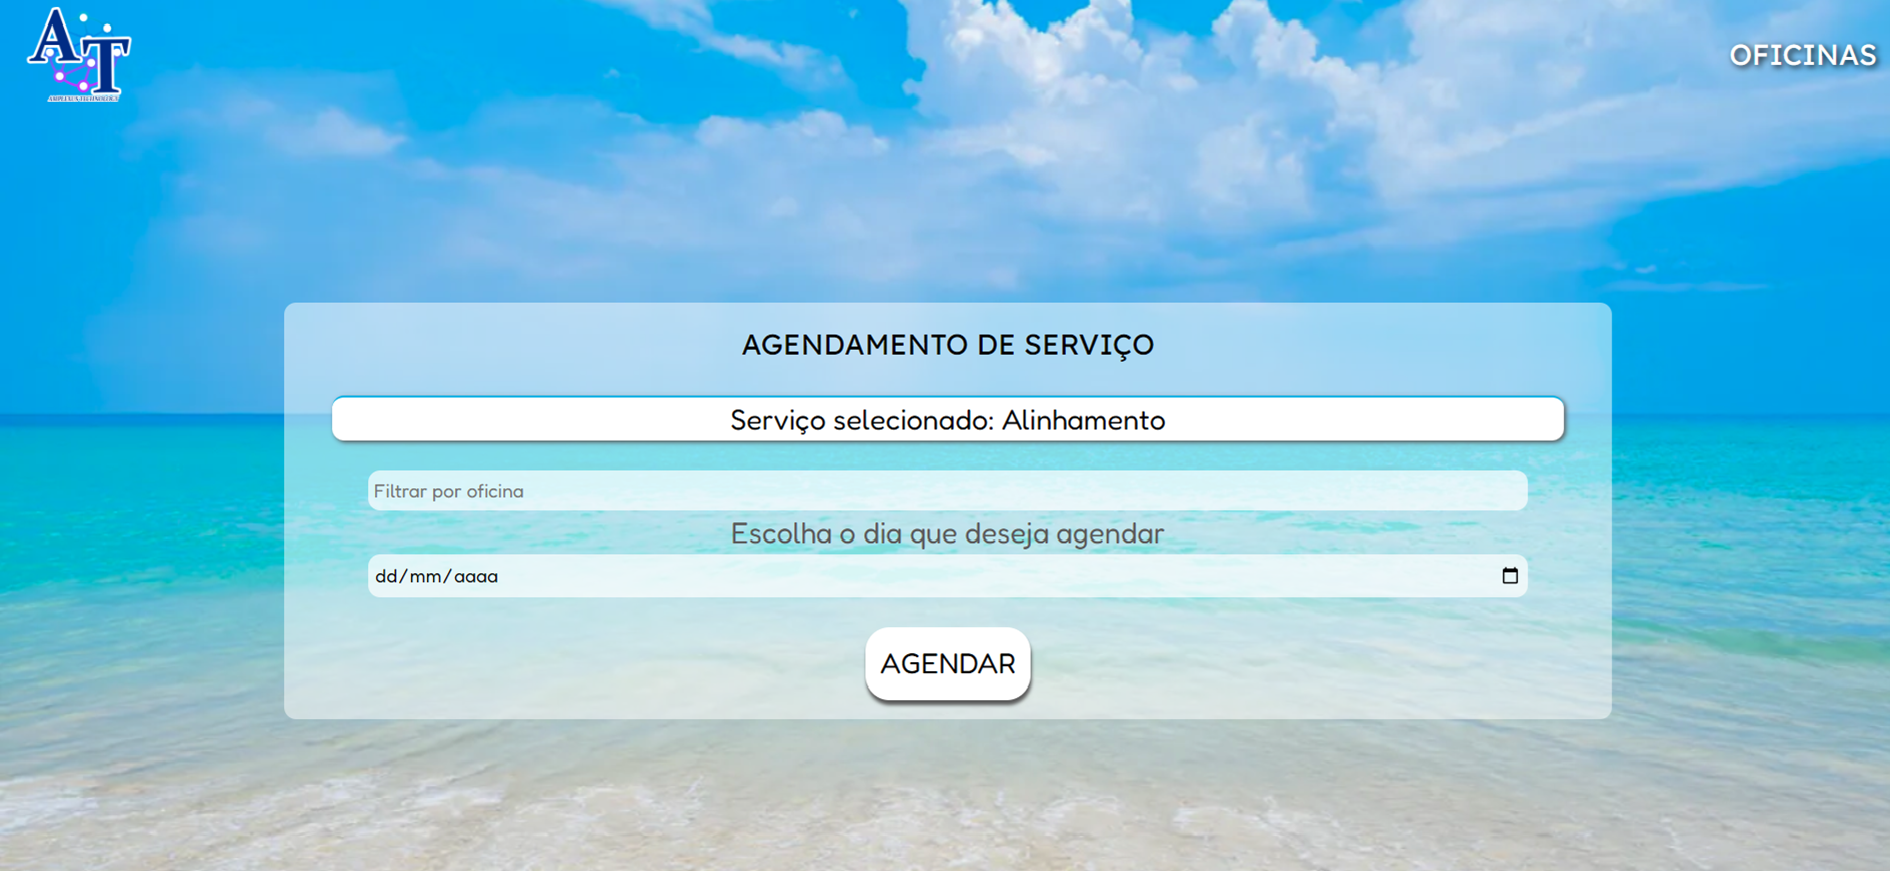 AT
OFICINAS
AGENDAMENTO DE SERVIÇO
Serviço selecionado: Alinhamento
Filtrar por oficina
Escolha o dia que deseja agendar
dd/mm/aaaa
AGENDAR